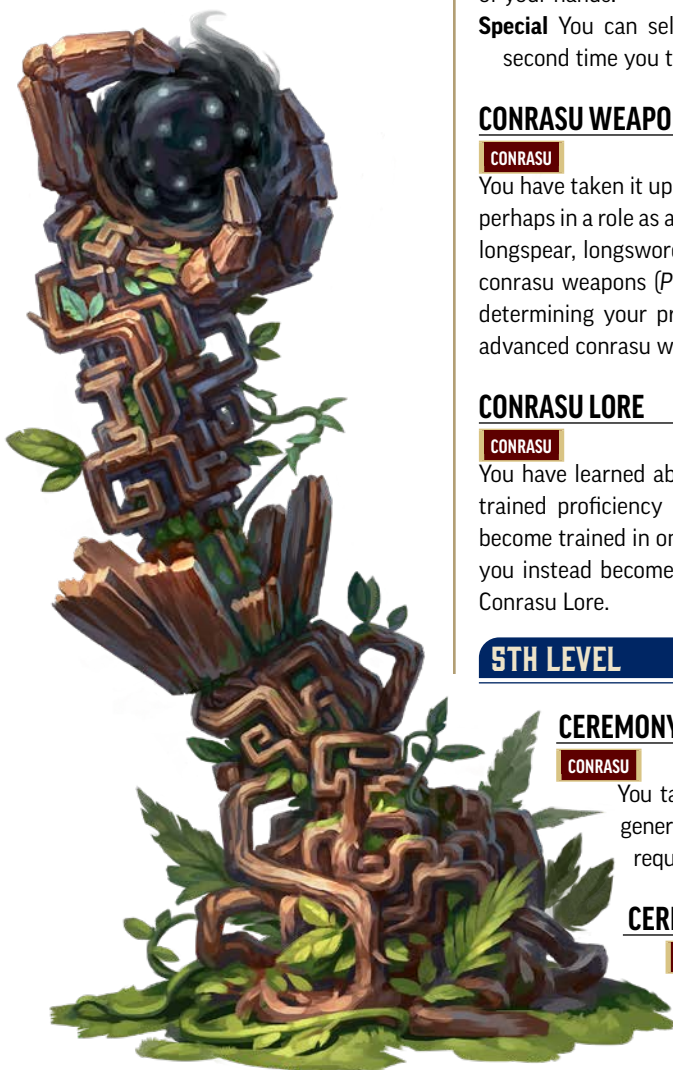 of your hands.
Special You can sel
second time you t
CONRASU WEAPO
CONRASU
You have taken it up
perhaps in a role as a
longspear, longsword
conrasu weapons (P
determining your pr
advanced conrasu w
CONRASU LORE
CONRASU
You have learned ab
trained proficiency
become trained in or
you instead become
Conrasu Lore.
5TH LEVEL
CEREMONY
CONRASU
You ta
gener
requ
CERE